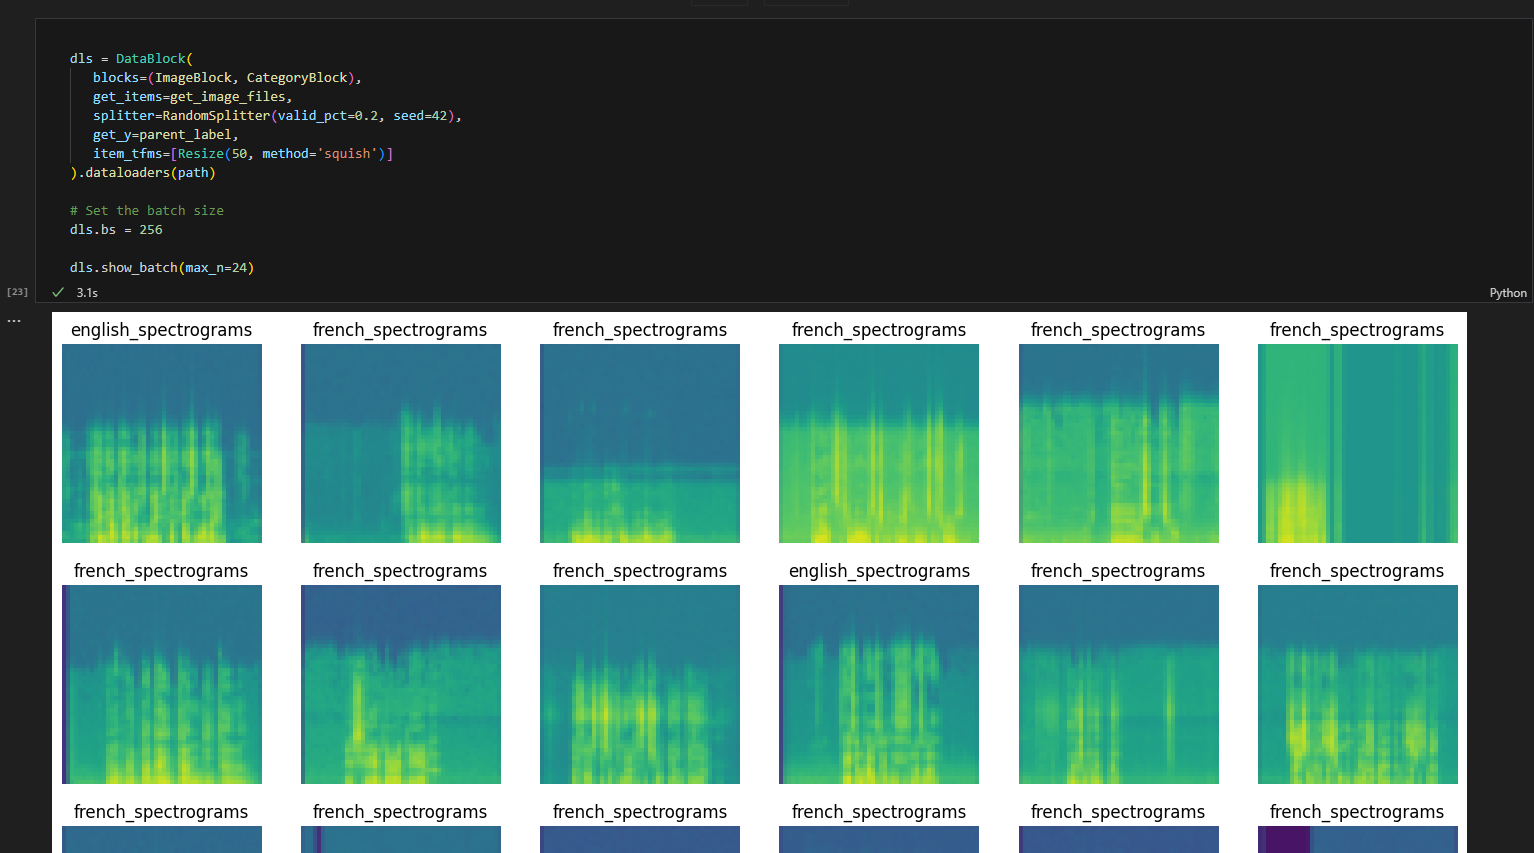 dls = DataBlock(
blocks=(ImageBlock, CategoryBlock),
get_items=get_image_files,
splitter=RandomSplitter(valid_pct=0.2, seed=42),
get_y=parent_label,
item_tfms=[Resize(50, method='squish')]
).dataloaders(path)
# Set the batch size
dls.bs = 256
dls.show_batch(max_n=24)
[23] 3.1s Python
...
english_spectrograms french_spectrograms french_spectrograms french_spectrograms french_spectrograms french_spectrograms
french_spectrograms french_spectrograms french_spectrograms english_spectrograms french_spectrograms french_spectrograms
french_spectrograms french_spectrograms french_spectrograms french_spectrograms french_spectrograms french_spectrograms